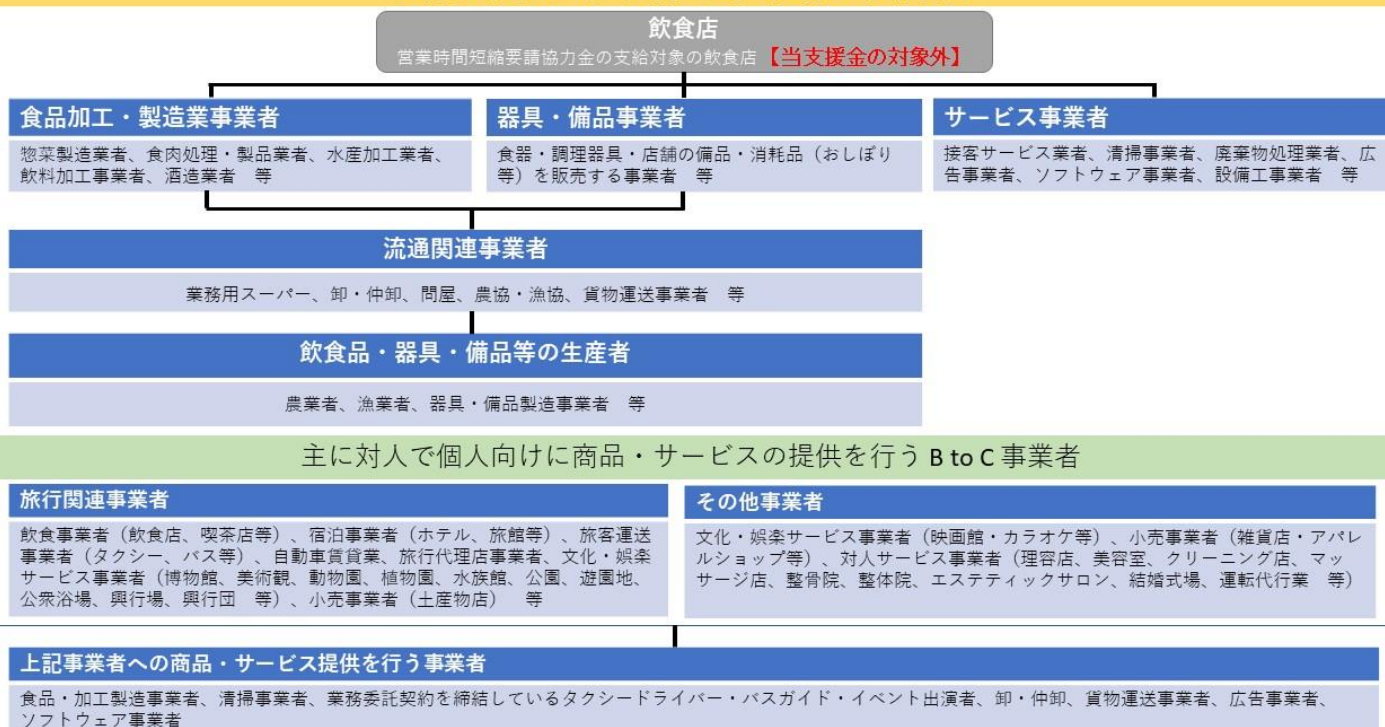 飲食店
営業時間短縮要請協力金の支給対象の飲食店【当支援金の対象外】
食品加工・製造業事業者
惣菜製造業者、食肉処理・製品業者、水産加工業者、
飲料加工事業者、酒造業者　等
器具・備品事業者
食器・調理器具・店舗の備品・消耗品（おしぼり
等）を販売する事業者　等
サービス事業者
接客サービス業者、清掃事業者、廃棄物処理業者、広
告事業者、ソフトウェア事業者、設備工事業者　等
流通関連事業者
業務用スーパー、卸・仲卸、問屋、農協・漁協、貨物運送事業者　等
飲食品・器具・備品等の生産者
農業者、漁業者、器具・備品製造事業者　等
主に対人で個人向けに商品・サービスの提供を行う B to C 事業者
旅行関連事業者
飲食事業者（飲食店、喫茶店等）、宿泊事業者（ホテル、旅館等）、旅客運送
事業者（タクシー、バス等）、自動車賃貸業、旅行代理店事業者、文化・娯楽
サービス事業者（博物館、美術観、動物園、植物園、水族館、公園、遊園地、
公衆浴場、興行場、興行団　等）、小売事業者（土産物店）　等
その他事業者
文化・娯楽サービス事業者（映画館・カラオケ等）、小売事業者（雑貨店・アパレ
ルショップ等）、対人サービス事業者（理容店、美容室、クリーニング店、マッ
サージ店、整骨院、整体院、エステティックサロン、結婚式場、運転代行業　等）
上記事業者への商品・サービス提供を行う事業者
食品・加工製造事業者、清掃事業者、業務委託契約を締結しているタクシードライバー・バスガイド・イベント出演者、卸・仲卸、貨物運送事業者、広告事業者、
ソフトウェア事業者